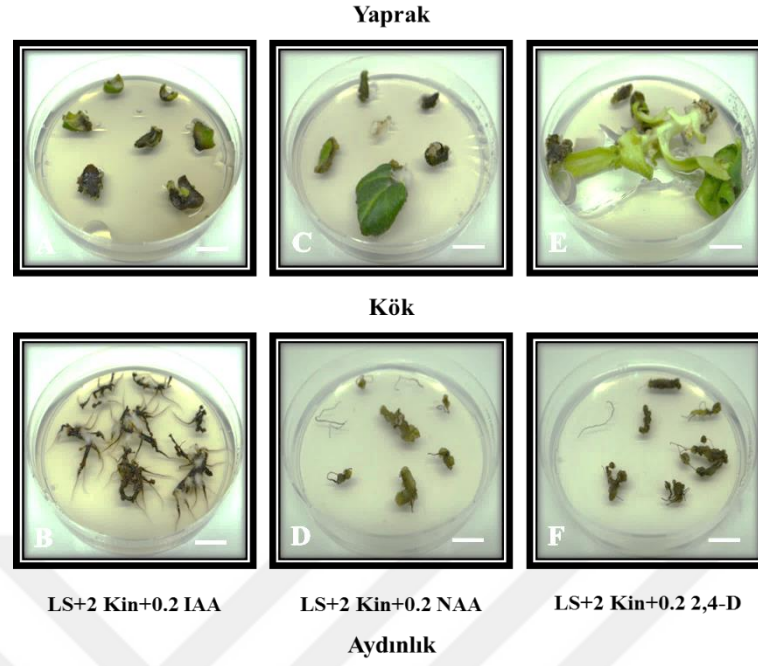 Yaprak
A C E
Kök
B D F
LS+2 Kin+0.2 IAA LS+2 Kin+0.2 NAA LS+2 Kin+0.2 2,4-D
Aydınlık